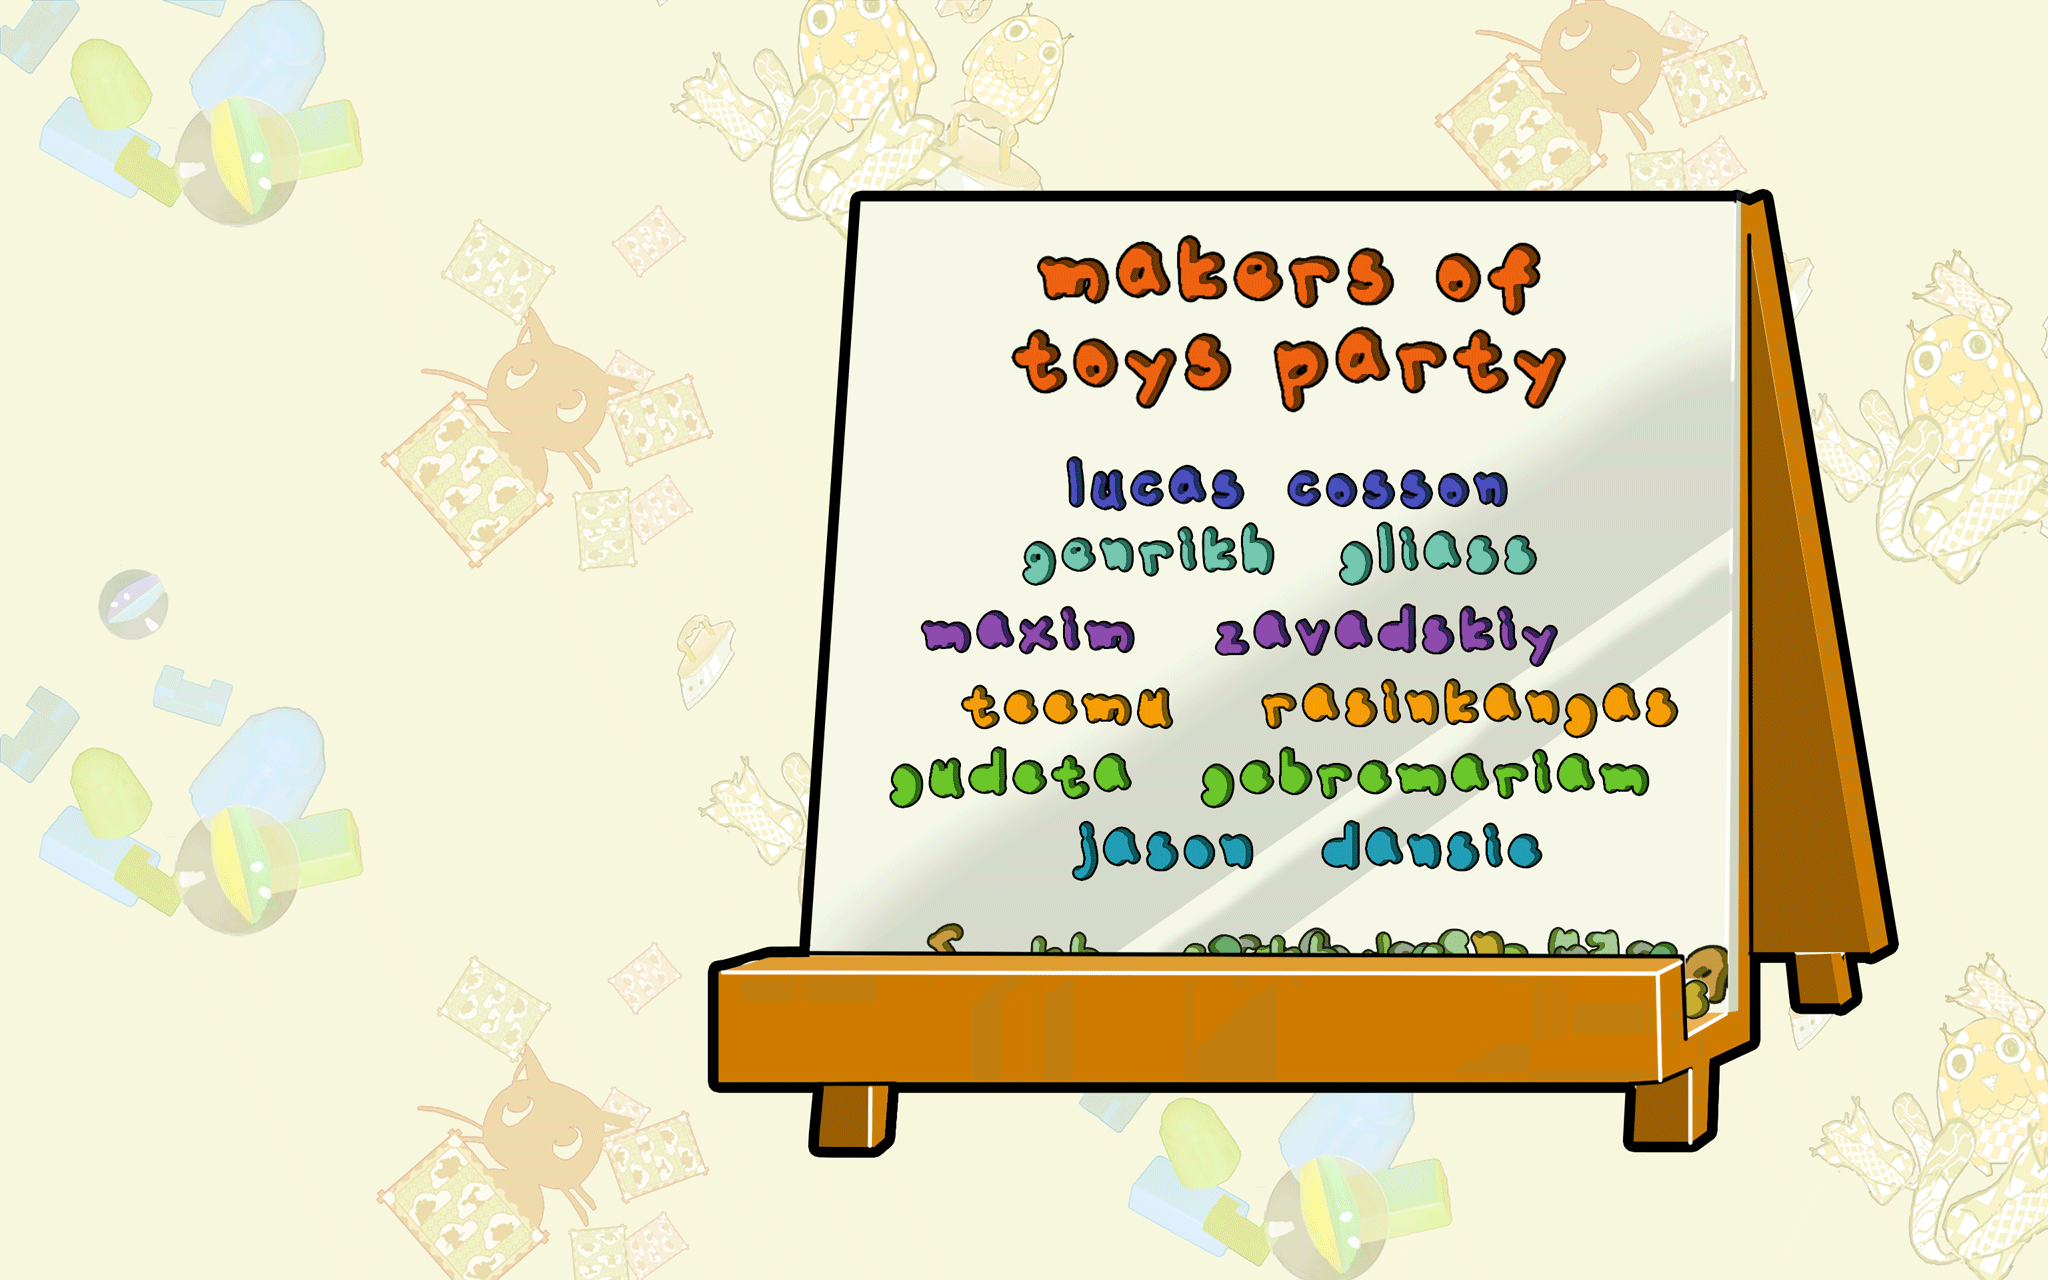 makers of
toys party
lucas cosson
genrikh gliass
maxim zavadskiy
teemu rasinkangas
gudeta gebremariam
jason dansie